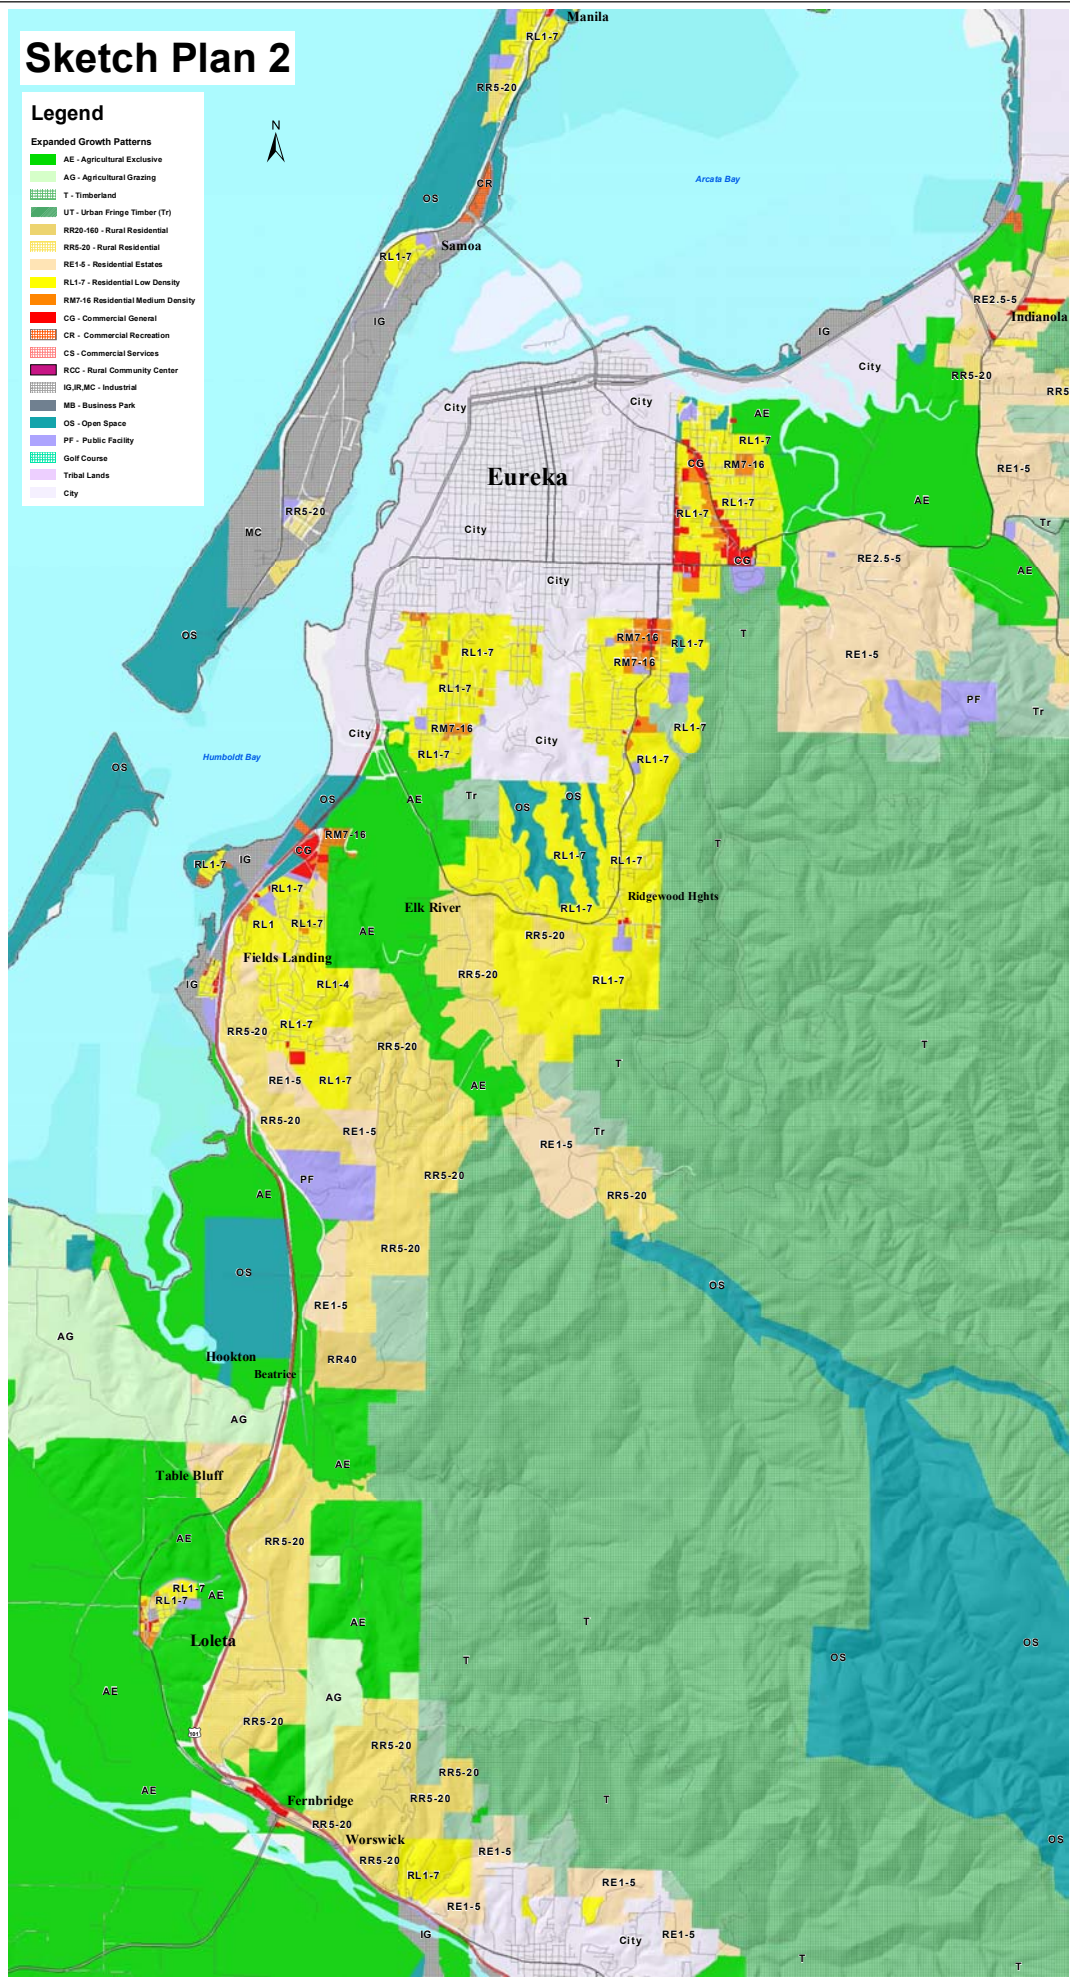 Sketch Plan 2
Legend
Expanded Growth Patterns
AE - Agricultural Exclusive
AG - Agricultural Grazing
T - Timberland
UT - Urban Fringe Timber (Tr)
RR20-160 - Rural Residential
RR5-20 - Rural Residential
RE1-5 - Residential Estates
RL1-7 - Residential Low Density
RM7-16 Residential Medium Density
CG - Commercial General
CR - Commercial Recreation
CS - Commercial Services
RCC - Rural Community Center
IG,IR,MC - Industrial
MB - Business Park
OS - Open Space
PF - Public Facility
Golf Course
Tribal Lands
City
N
Manila
RL1-7
RR5-20
Arcata Bay
CR
OS
Samoa
RL1-7
RE2.5-5
Indianola
IG
IG
City
RR5-20
RR5
City
City
AE
RL1-7
Eureka
CG
RM7-16
RE1-5
AE
RL1-7
RR5-20
RL1-7
MC
City
Tr
RE2.5-5
CG
AE
City
OS
T
RM7-16
RL1-7
RL1-7
RM7-16
RE1-5
RL1-7
PF
Tr
RM7-16
RL1-7
City
City
RL1-7
Humboldt Bay
RL1-7
OS
OS
AE
Tr
OS
OS
RM7-16
T
CG
IG
RL1-7
RL1-7
RL1-7
RL1-7
Ridgewood Hghts
Elk River
RL1-7
RL1
RL1-7
AE
RR5-20
Fields Landing
RR5-20
RL1-7
RL1-4
IG
RL1-7
RR5-20
RR5-20
T
T
RE1-5
RL1-7
AE
RR5-20
RE1-5
Tr
RE1-5
RR5-20
PF
AE
RR5-20
RR5-20
OS
OS
RE1-5
AG
Hookton
RR40
Beatrice
AG
AE
Table Bluff
AE
RR5-20
RL1-7
RL1-7
AE
AE
T
Loleta
OS
OS
T
AE
AG
RR5-20
101
RR5-20
RR5-20
AE
Fernbridge
RR5-20
T
RR5-20
Worswick
OS
RE1-5
RR5-20
RL1-7
RE1-5
RE1-5
IG
City
RE1-5
T
T